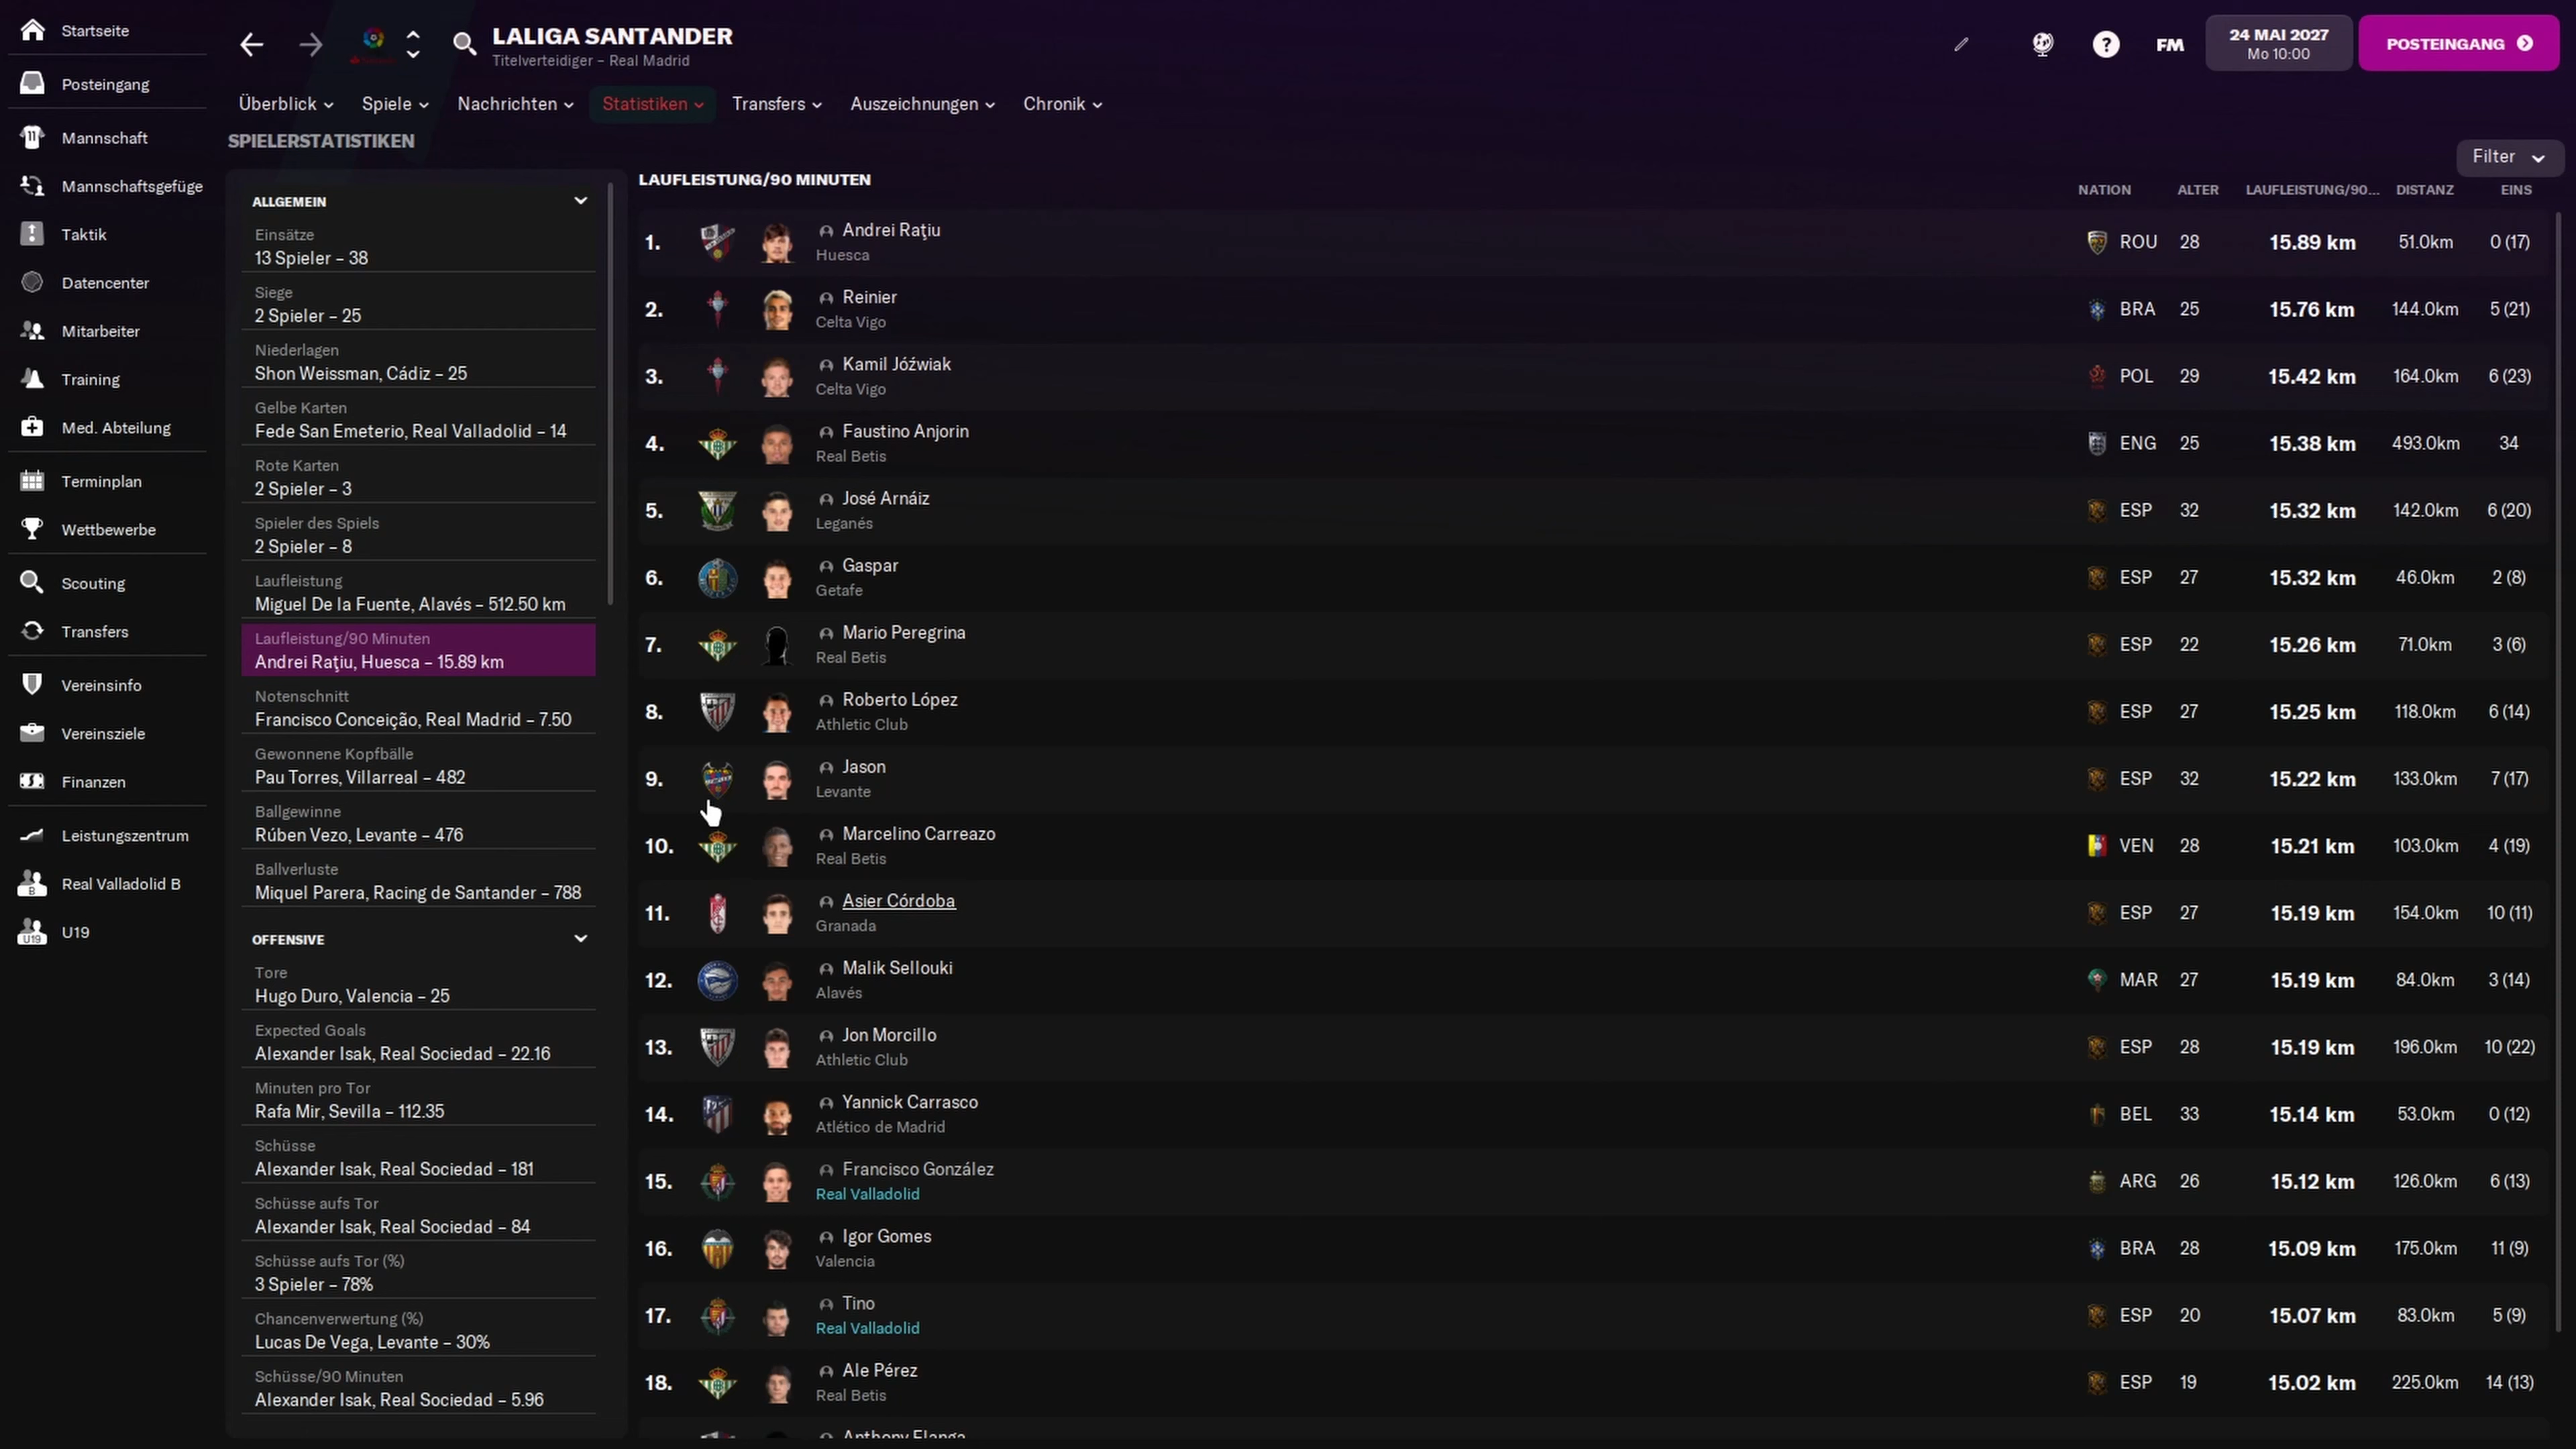 Startseite
Posteingang
Mannschaft
Mannschaftsgefüge
Taktik
Datencenter
Mitarbeiter
Training
Med. Abteilung
Terminplan
Wettbewerbe
Scouting
Transfers
Vereinsinfo
Vereinsziele
Finanzen
Leistungszentrum
Real Valladolid B
U19
LALIGA SANTANDER
Titelverteidiger – Real Madrid
FM
24 MAI 2027
Mo 10:00
POSTEINGANG
Überblick Spiele Nachrichten Statistiken Transfers Auszeichnungen Chronik
SPIELERSTATISTIKEN
Filter
ALLGEMEIN
Einsätze
13 Spieler – 38
Siege
2 Spieler – 25
Niederlagen
Shon Weissman, Cádiz – 25
Gelbe Karten
Fede San Emeterio, Real Valladolid – 14
Rote Karten
2 Spieler – 3
Spieler des Spiels
2 Spieler – 8
Laufleistung
Miguel De la Fuente, Alavés – 512.50 km
Laufleistung/90 Minuten
Andrei Raţiu, Huesca – 15.89 km
Notenschnitt
Francisco Conceição, Real Madrid – 7.50
Gewonnene Kopfbälle
Pau Torres, Villarreal – 482
Ballgewinne
Rúben Vezo, Levante – 476
Ballverluste
Miquel Parera, Racing de Santander – 788
OFFENSIVE
Tore
Hugo Duro, Valencia – 25
Expected Goals
Alexander Isak, Real Sociedad – 22.16
Minuten pro Tor
Rafa Mir, Sevilla – 112.35
Schüsse
Alexander Isak, Real Sociedad – 181
Schüsse aufs Tor
Alexander Isak, Real Sociedad – 84
Schüsse aufs Tor (%)
3 Spieler – 78%
Chancenverwertung (%)
Lucas De Vega, Levante – 30%
Schüsse/90 Minuten
Alexander Isak, Real Sociedad – 5.96
LAUFLEISTUNG/90 MINUTEN
NATION ALTER LAUFLEISTUNG/90... DISTANZ EINS
1. Andrei Raţiu ROU 28 15.89 km 51.0km 0 (17)
Huesca
2. Reinier BRA 25 15.76 km 144.0km 5 (21)
Celta Vigo
3. Kamil Jóźwiak POL 29 15.42 km 164.0km 6 (23)
Celta Vigo
4. Faustino Anjorin ENG 25 15.38 km 493.0km 34
Real Betis
5. José Arnáiz ESP 32 15.32 km 142.0km 6 (20)
Leganés
6. Gaspar ESP 27 15.32 km 46.0km 2 (8)
Getafe
7. Mario Peregrina ESP 22 15.26 km 71.0km 3 (6)
Real Betis
8. Roberto López ESP 27 15.25 km 118.0km 6 (14)
Athletic Club
9. Jason ESP 32 15.22 km 133.0km 7 (17)
Levante
10. Marcelino Carreazo VEN 28 15.21 km 103.0km 4 (19)
Real Betis
11. Asier Córdoba ESP 27 15.19 km 154.0km 10 (11)
Granada
12. Malik Sellouki MAR 27 15.19 km 84.0km 3 (14)
Alavés
13. Jon Morcillo ESP 28 15.19 km 196.0km 10 (22)
Athletic Club
14. Yannick Carrasco BEL 33 15.14 km 53.0km 0 (12)
Atlético de Madrid
15. Francisco González ARG 26 15.12 km 126.0km 6 (13)
Real Valladolid
16. Igor Gomes BRA 28 15.09 km 175.0km 11 (9)
Valencia
17. Tino ESP 20 15.07 km 83.0km 5 (9)
Real Valladolid
18. Ale Pérez ESP 19 15.02 km 225.0km 14 (13)
Real Betis
Anthony Elanga